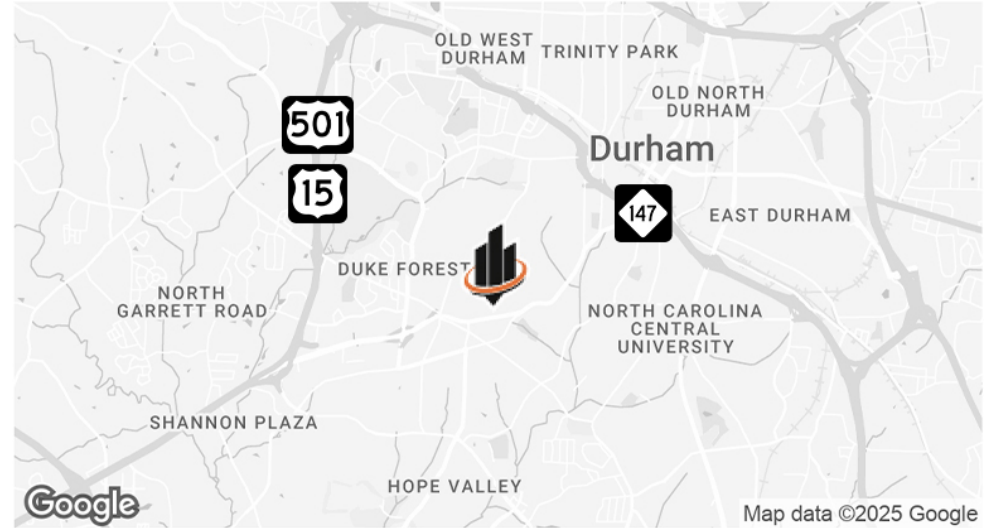 OLD WEST
DURHAM
TRINITY PARK
OLD NORTH
DURHAM
501
Durham
15
147
EAST DURHAM
DUKE FOREST
NORTH
GARRETT ROAD
NORTH CAROLINA
CENTRAL
UNIVERSITY
SHANNON PLAZA
HOPE VALLEY
Google
Map data ©2025 Google